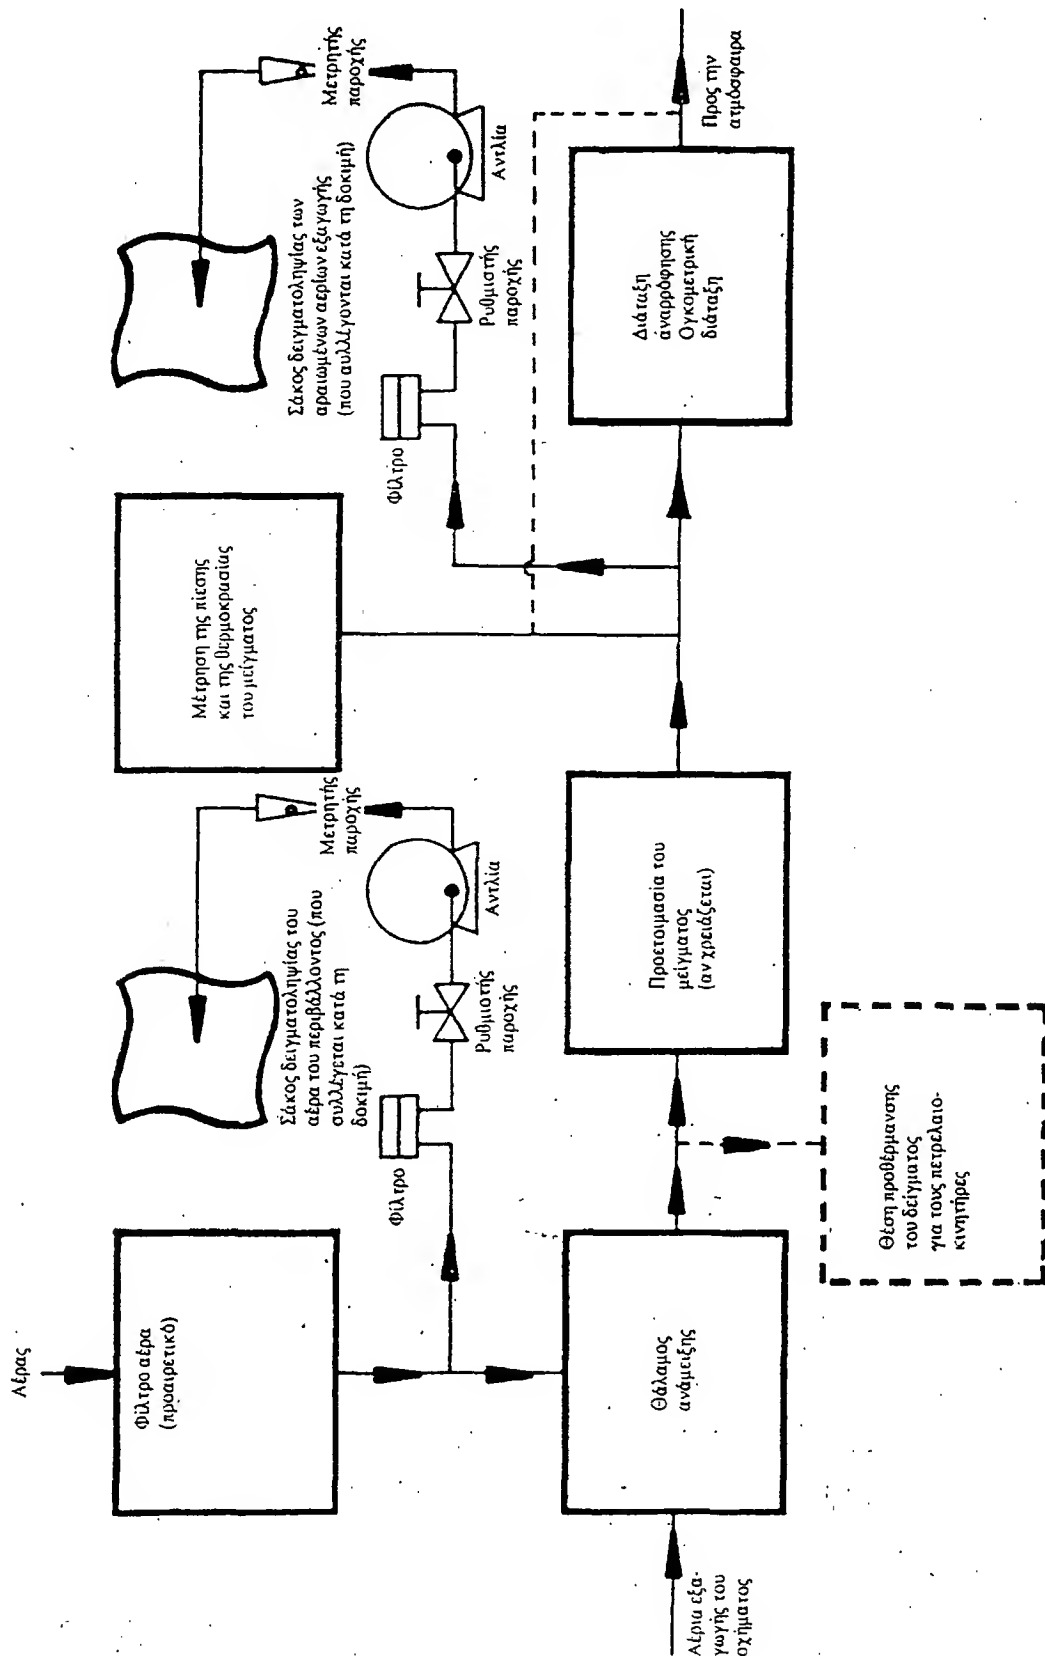 Αέρας
Φίλτρο αέρα
(προαιρετικό)
Σάκος δειγματοληψίας του
αέρα του περιβάλλοντος (που
συλλέγεται κατά τη
δοκιμή)
Φίλτρο
Ρυθμιστής
παροχής
Αντλία
Μετρητής
παροχής
Μέτρηση της πίεσης
και της θερμοκρασίας
του μείγματος
Σάκος δειγματοληψίας των
αραιωμένων αερίων εξαγωγής
(που συλλέγονται κατά τη δοκιμή)
Φίλτρο
Ρυθμιστής
παροχής
Αντλία
Μετρητής
παροχής
Αέρια εξα-
γωγής του
οχήματος
Θάλαμος
ανάμειξης
Προετοιμασία του
μείγματος
(αν χρειάζεται)
Διάταξη
άναρρόφησης
Ογκομετρική
διάταξη
Προς την
ατμόσφαιρα
Θέση προθέρμανσης
του δείγματος
για τους πετρελαιο-
κινητήρες